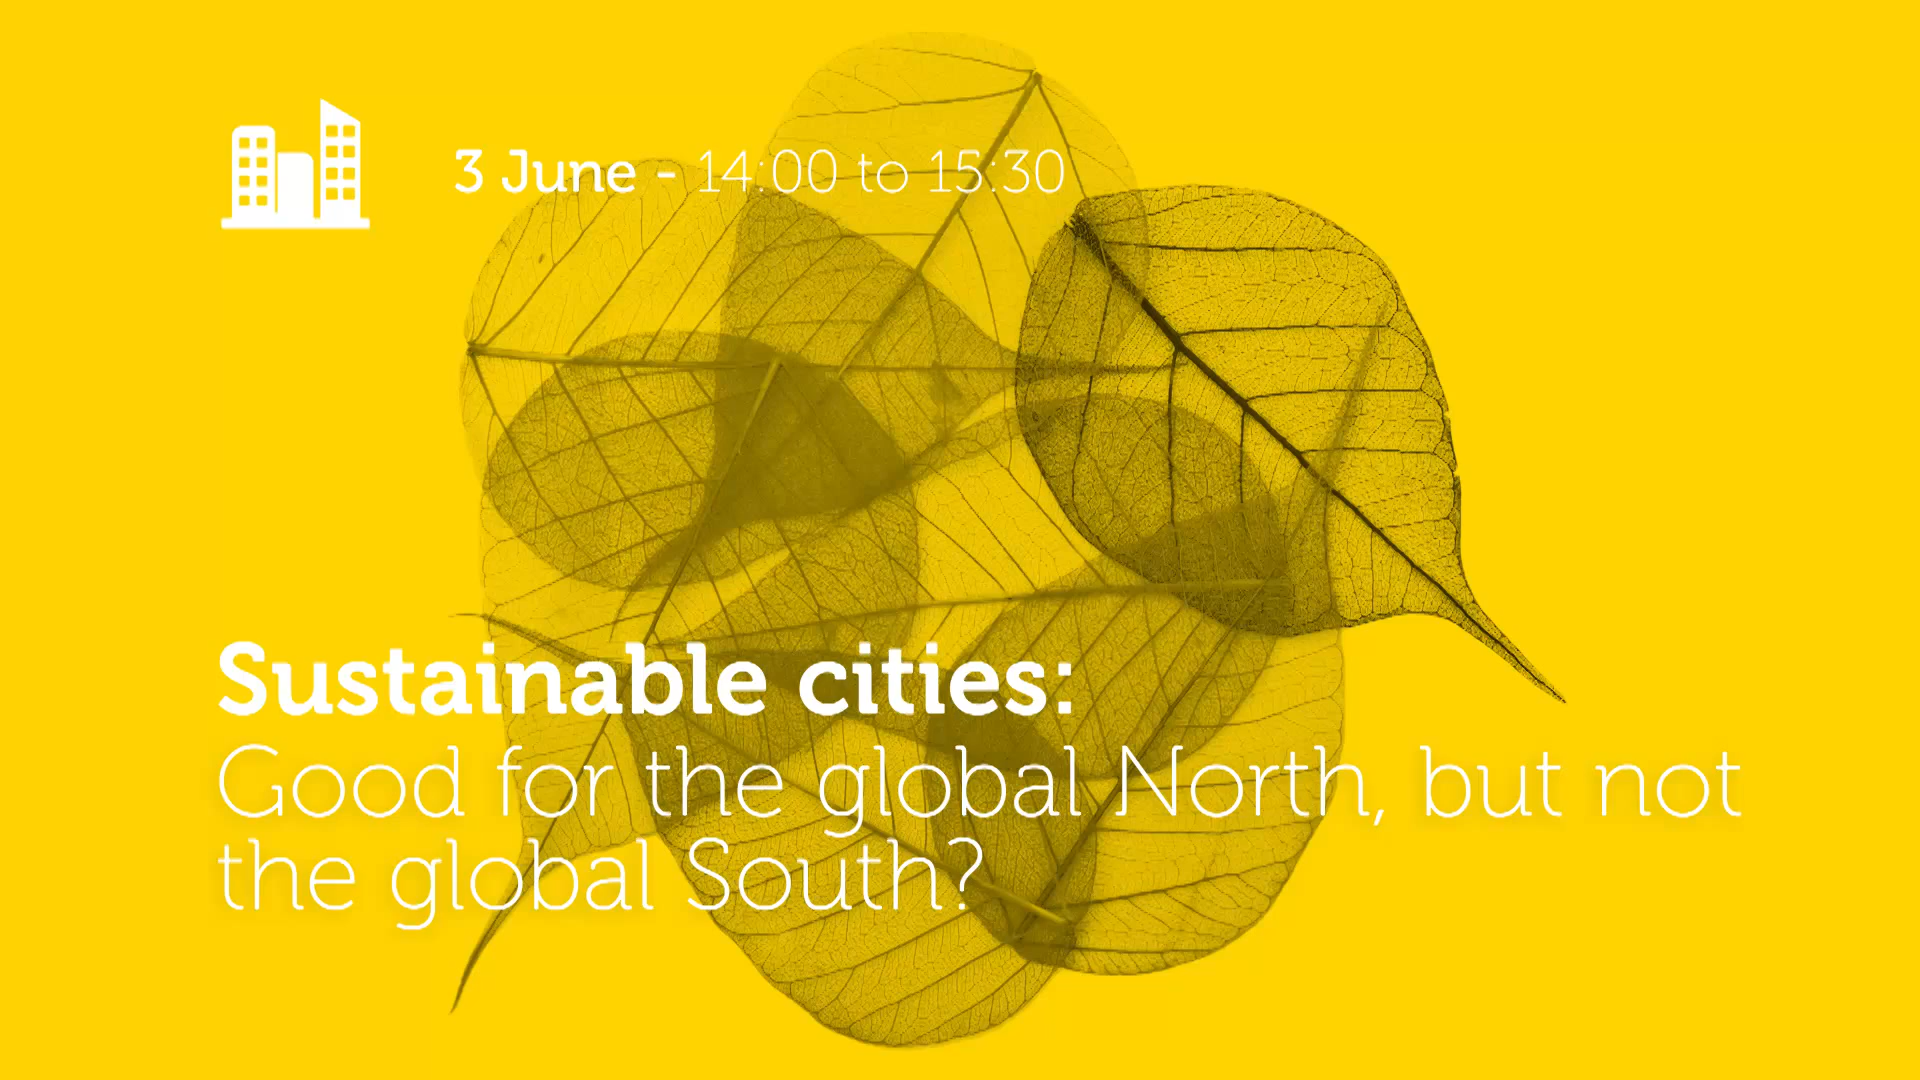 3 June - 14:00 to 15:30
Sustainable cities:
Good for the global North, but not
the global South?